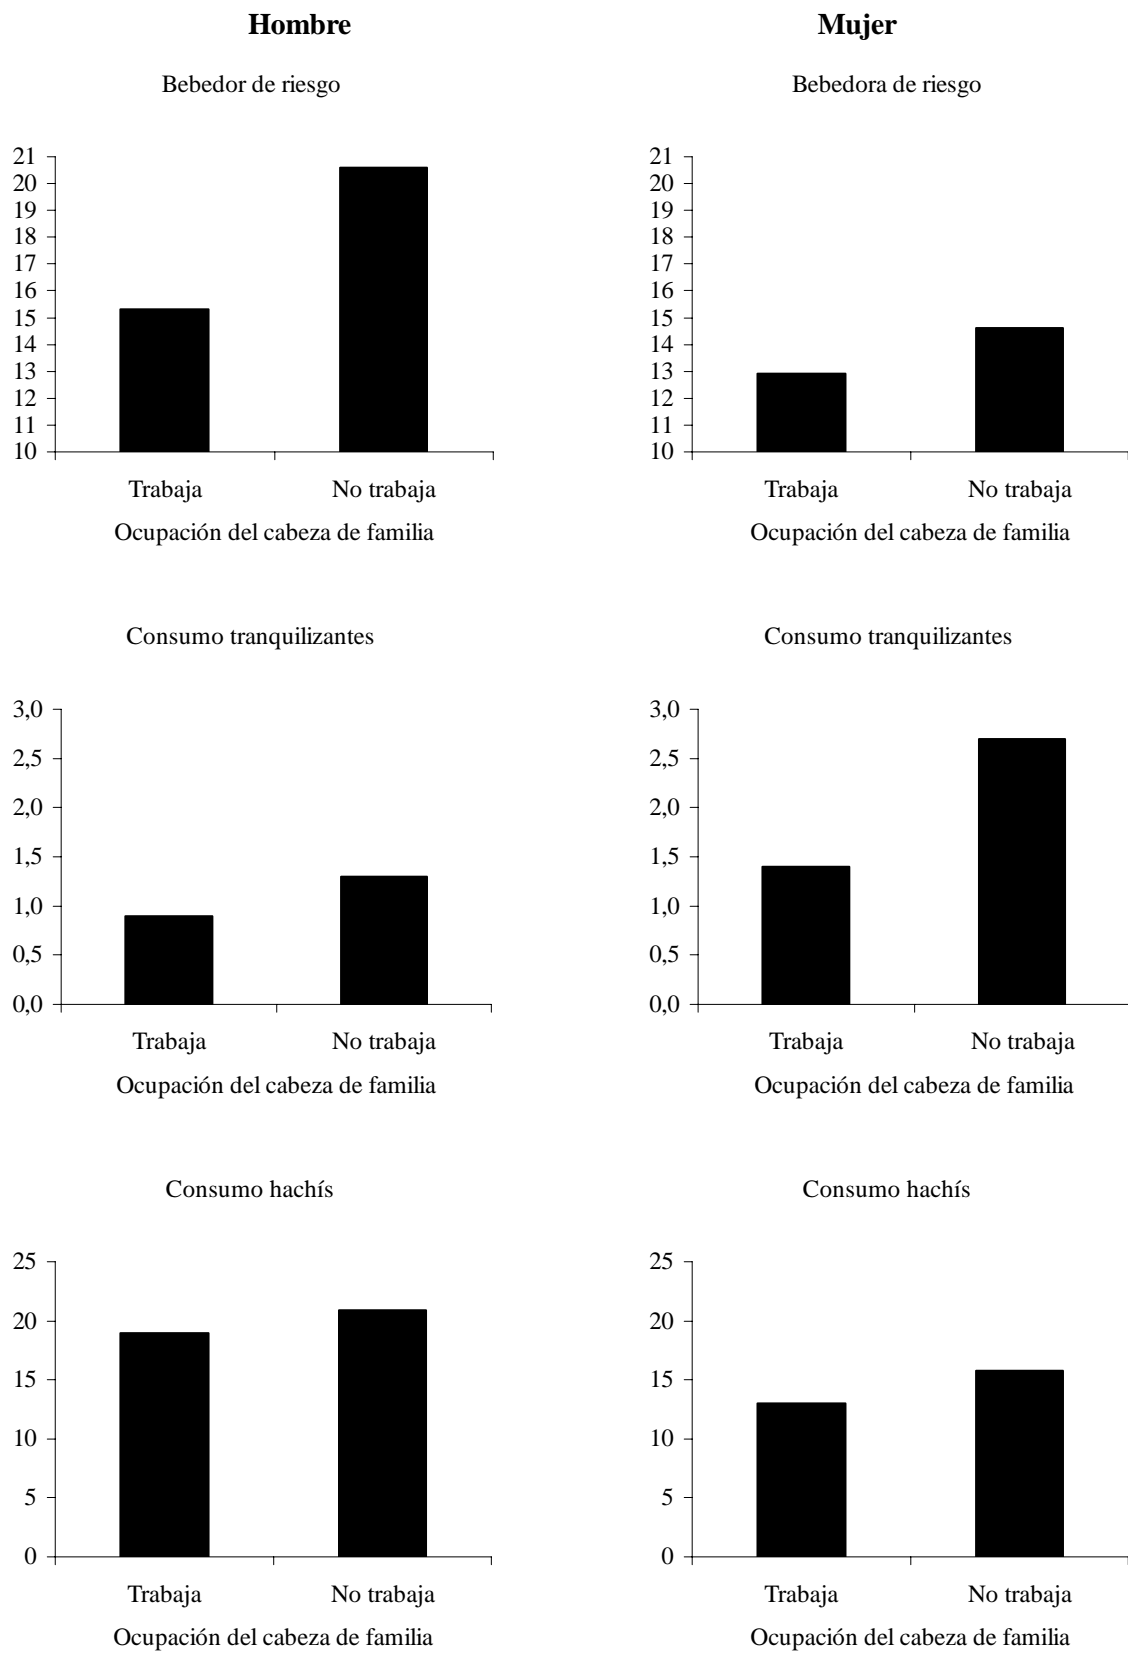 Hombre
Mujer
Bebedor de riesgo
Bebedora de riesgo
21
20
19
18
17
16
15
14
13
12
11
10
Trabaja
No trabaja
Ocupación del cabeza de familia
21
20
19
18
17
16
15
14
13
12
11
10
Trabaja
No trabaja
Ocupación del cabeza de familia
Consumo tranquilizantes
3,0
2,5
2,0
1,5
1,0
0,5
0,0
Trabaja
No trabaja
Ocupación del cabeza de familia
Consumo tranquilizantes
3,0
2,5
2,0
1,5
1,0
0,5
0,0
Trabaja
No trabaja
Ocupación del cabeza de familia
Consumo hachís
25
20
15
10
5
0
Trabaja
No trabaja
Ocupación del cabeza de familia
Consumo hachís
25
20
15
10
5
0
Trabaja
No trabaja
Ocupación del cabeza de familia